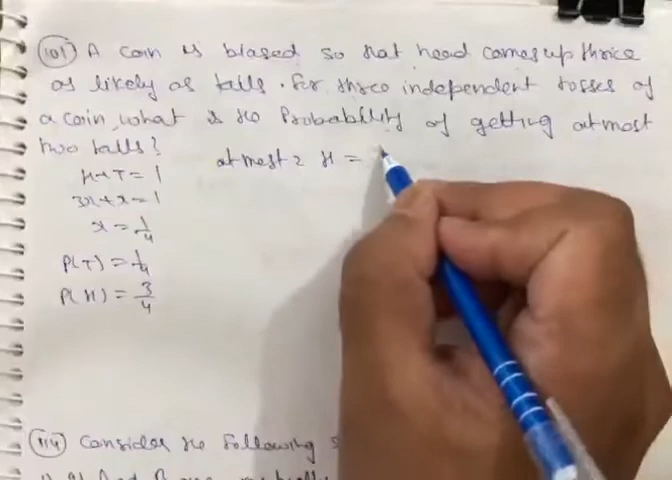 (101) A coin is biased so that head comes up thrice
as likely as tails. For three independent tosses of
a coin, what is the Probability of getting atmost
two tails?
H+T=1
atmost 2 H =
3x+x=1
x=1/4
P(T)=1/4
P(H)=3/4
(114) Consider the following